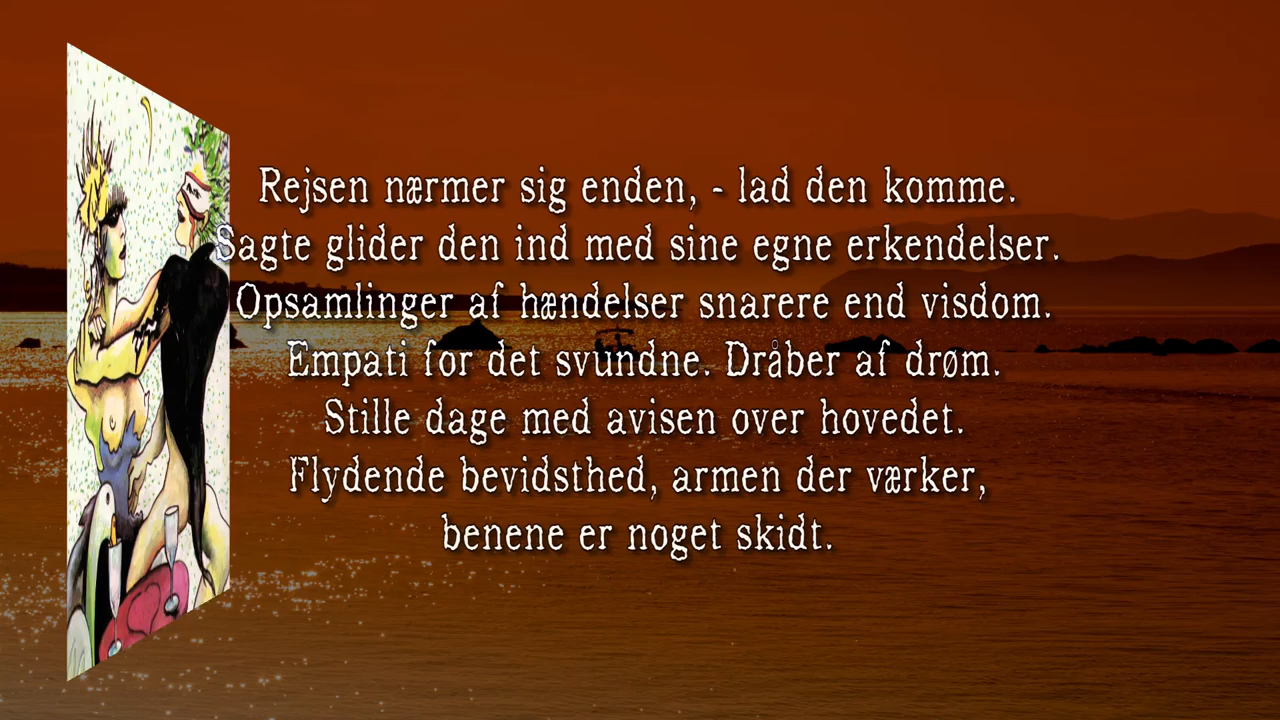 Rejsen nærmer sig enden, - lad den komme.
Sagte glider den ind med sine egne erkendelser.
Opsamlinger af hændelser snarere end visdom.
Empati for det svundne. Dråber af drøm.
Stille dage med avisen over hovedet.
Flydende bevidsthed, armen der værker,
benene er noget skidt.